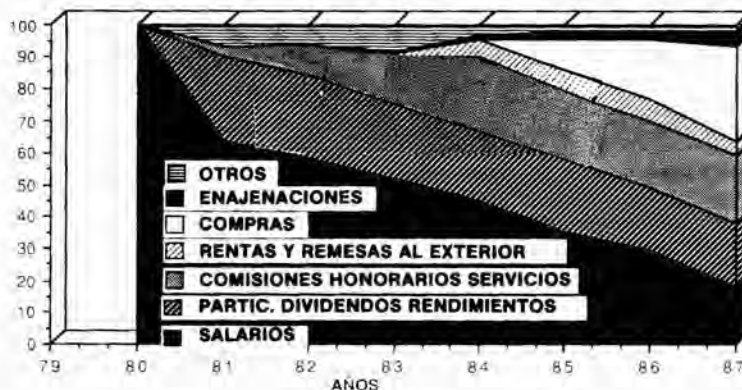 100
90
80
70
60
50
40
30
20
10
0
OTROS
ENAJENACIONES
COMPRAS
RENTAS Y REMESAS AL EXTERIOR
COMISIONES HONORARIOS SERVICIOS
PARTIC. DIVIDENDOS RENDIMIENTOS
SALARIOS
79 80 81 82 83 84 85 86 87
AÑOS